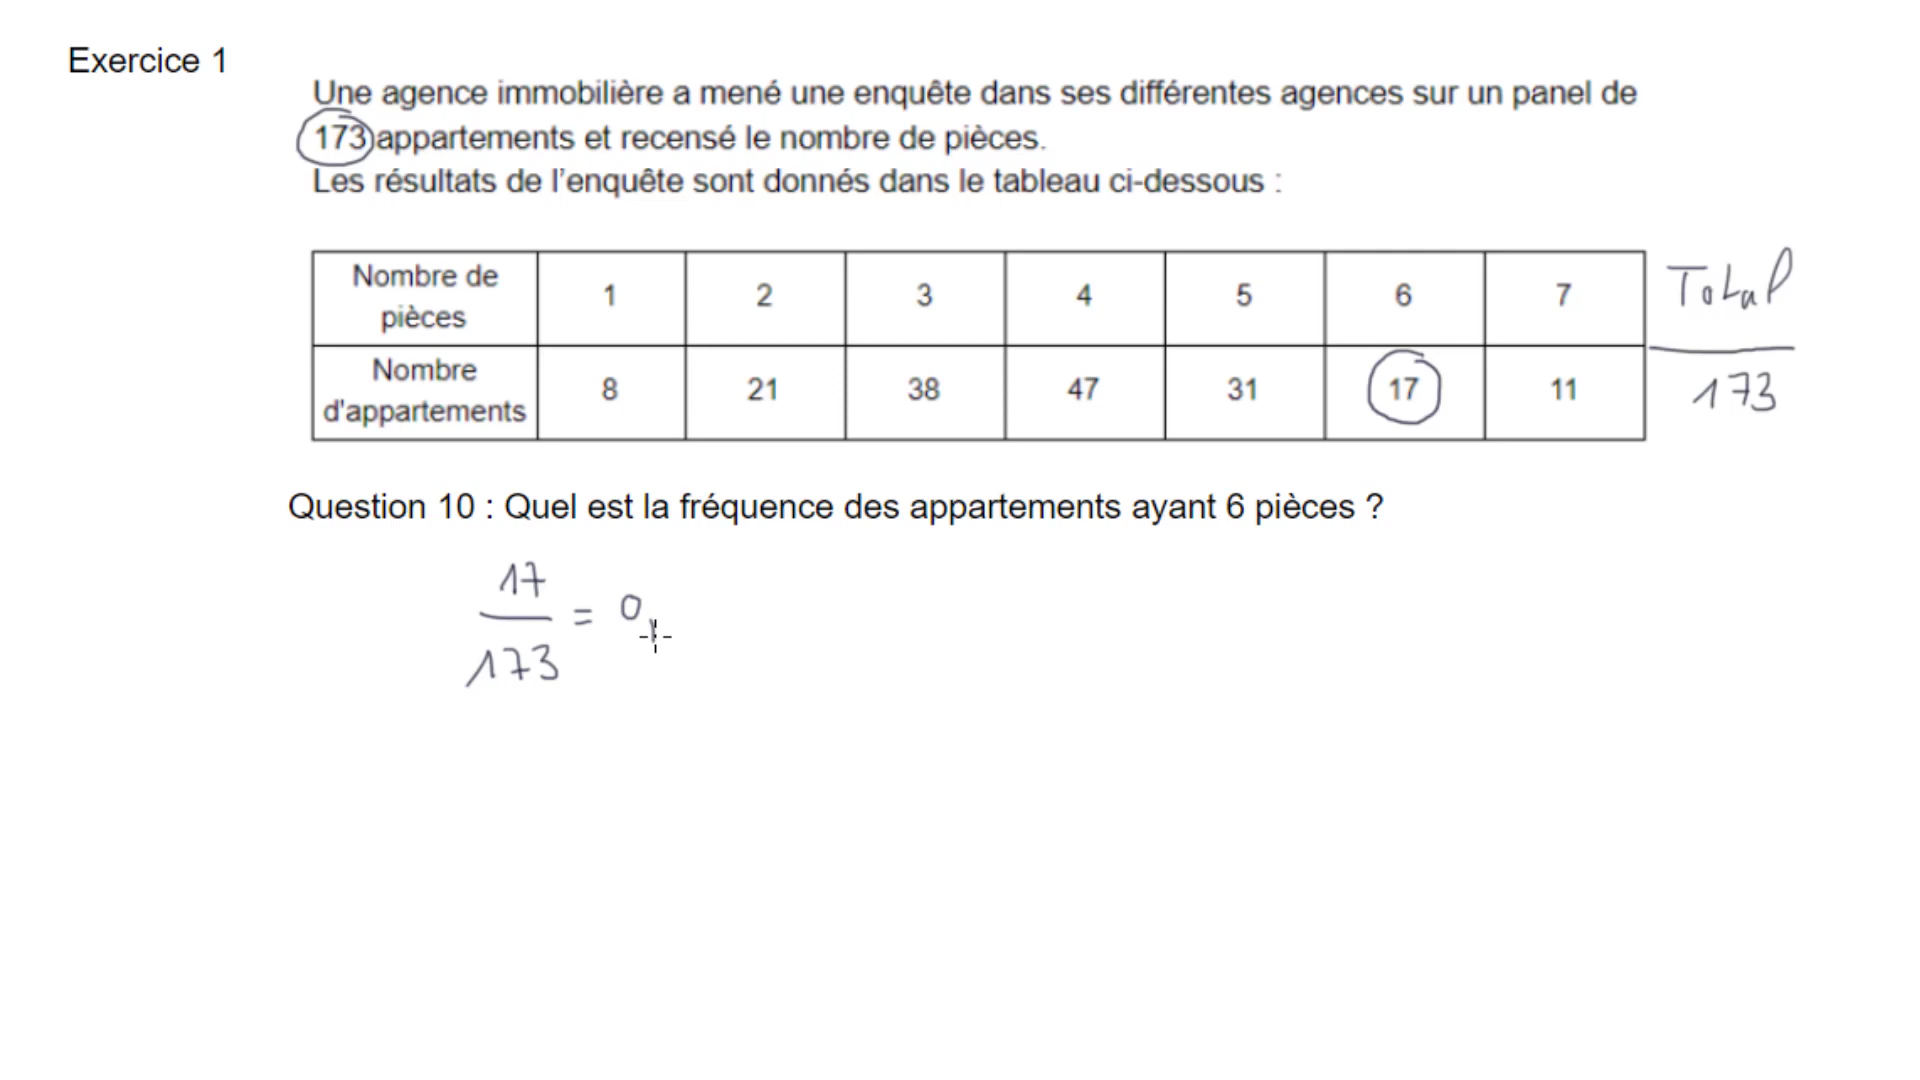 Exercice 1
Une agence immobilière a mené une enquête dans ses différentes agences sur un panel de
173 appartements et recensé le nombre de pièces.
Les résultats de l'enquête sont donnés dans le tableau ci-dessous :
Nombre de pièces 1 2 3 4 5 6 7 Total
Nombre d'appartements 8 21 38 47 31 17 11 173
Question 10 : Quel est la fréquence des appartements ayant 6 pièces ?
17
= 0,
173